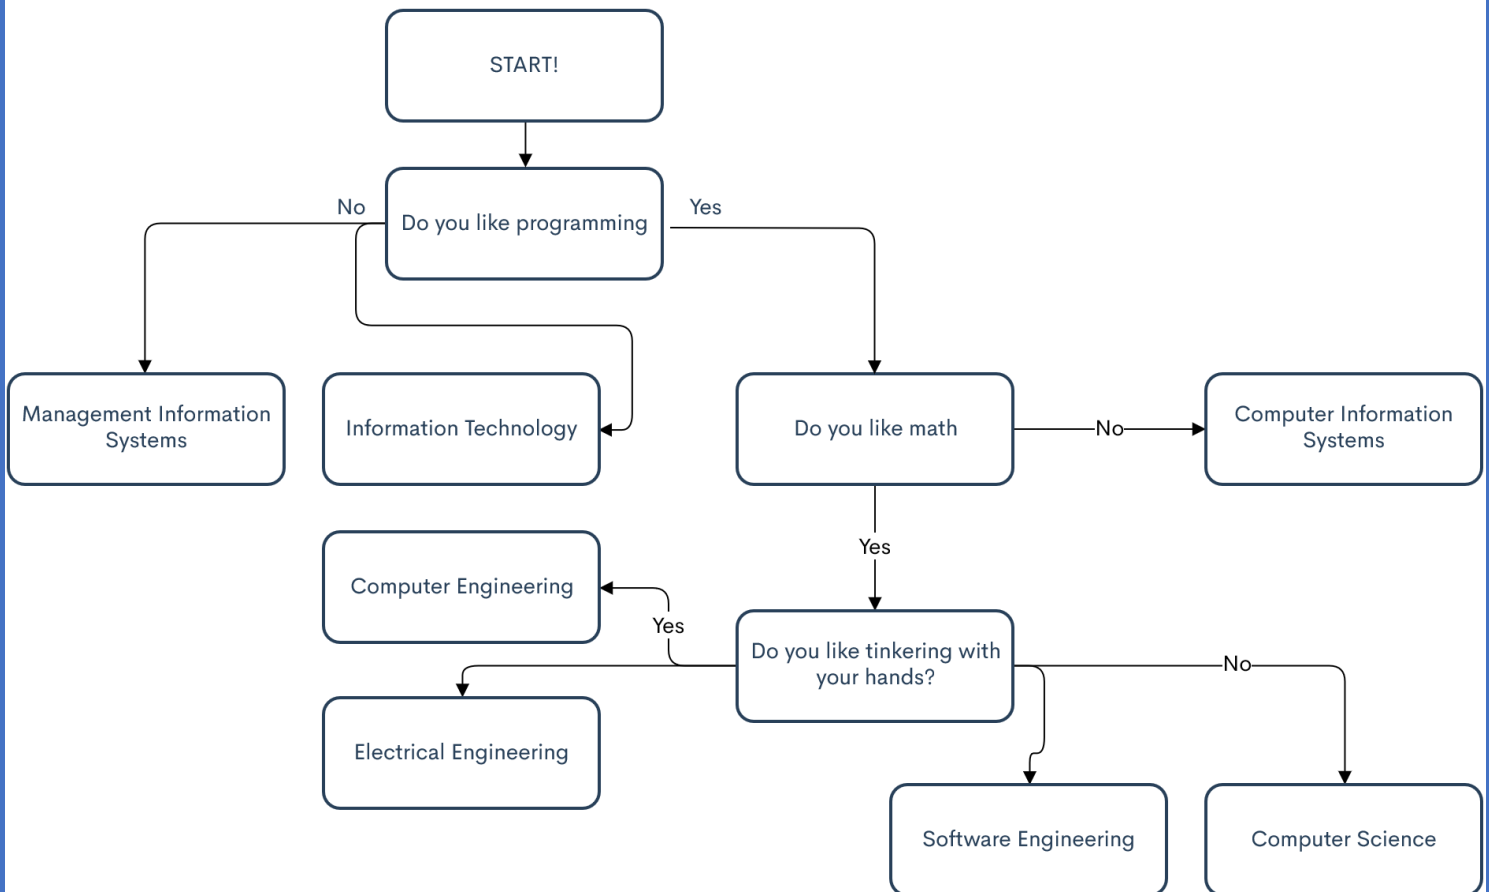 START!
No
Yes
Do you like programming
Management Information
Systems
Information Technology
Do you like math
No
Computer Information
Systems
Yes
Computer Engineering
Yes
Do you like tinkering with
your hands?
No
Electrical Engineering
Software Engineering
Computer Science